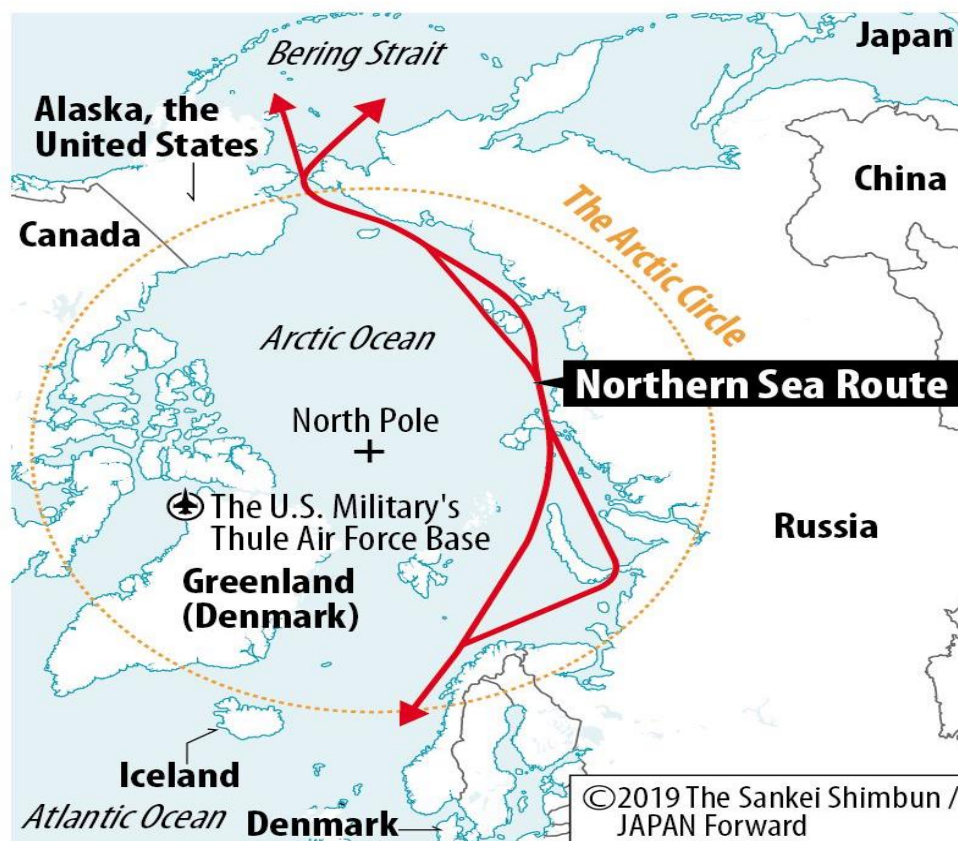 Bering Strait
Japan
Alaska, the
United States
China
Canada
The Arctic Circle
Arctic Ocean
Northern Sea Route
North Pole
The U.S. Military's
Thule Air Force Base
Russia
Greenland
(Denmark)
Iceland
Atlantic Ocean
Denmark
©2019 The Sankei Shimbun /
JAPAN Forward